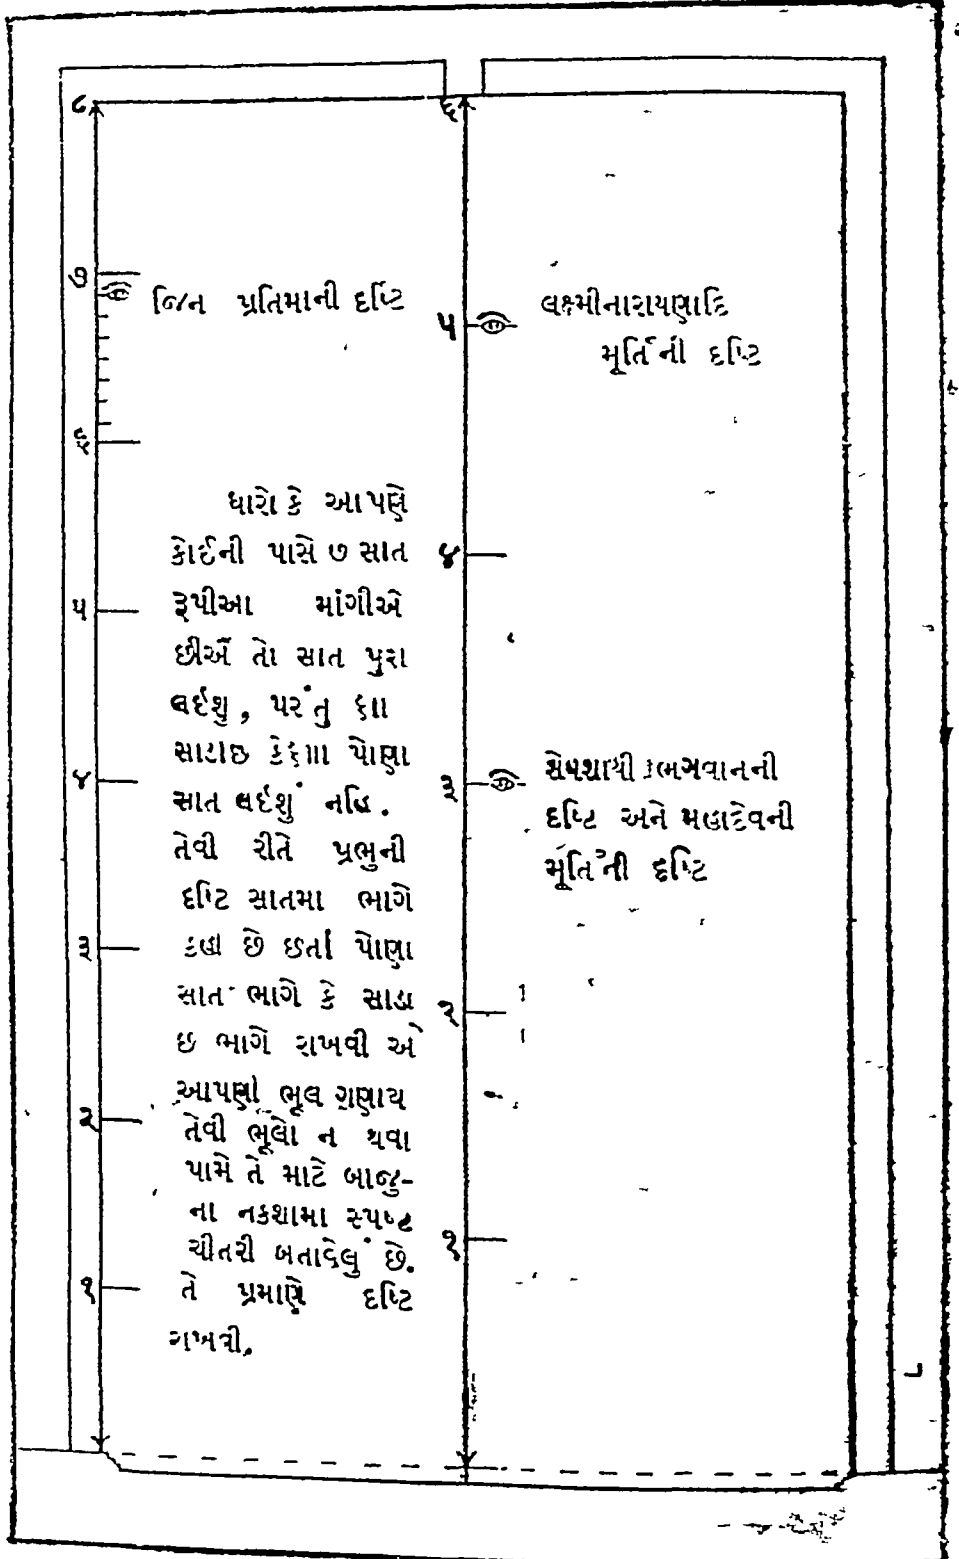 ૮
૭
જિન પ્રતિમાની દૃષ્ટિ
૬
ધારો કે આપણે
કોઈની પાસે ૭ સાત
રૂપીઆ માંગીએ
છીએં તો સાત પુરા
લઈશુ, પરંતુ ૬॥
સાડાછ કે ૬૫૫ પોણા
સાત લઈશું નહિ.
તેવી રીતે પ્રભુની
દૃષ્ટિ સાતમા ભાગે
કહી છે છતાં પોણા
સાત ભાગે કે સાડા
છ ભાગે રાખવી એ
આપણી ભૂલ ગણાય
તેવી ભૂલો ન થવા
પામે તે માટે બાજુ-
ના નકશામા સ્પષ્ટ
ચીતરી બતાવેલું છે.
તે પ્રમાણે દૃષ્ટિ
રાખવી.
૫
૪
૩
૨
૧
૬
૫
લક્ષ્મીનારાયણાદિ
મૂર્તિની દૃષ્ટિ
૪
૩
શેષશાયી ભગવાનની
દૃષ્ટિ અને મહાદેવની
મૂર્તિની દૃષ્ટિ
૨
૧